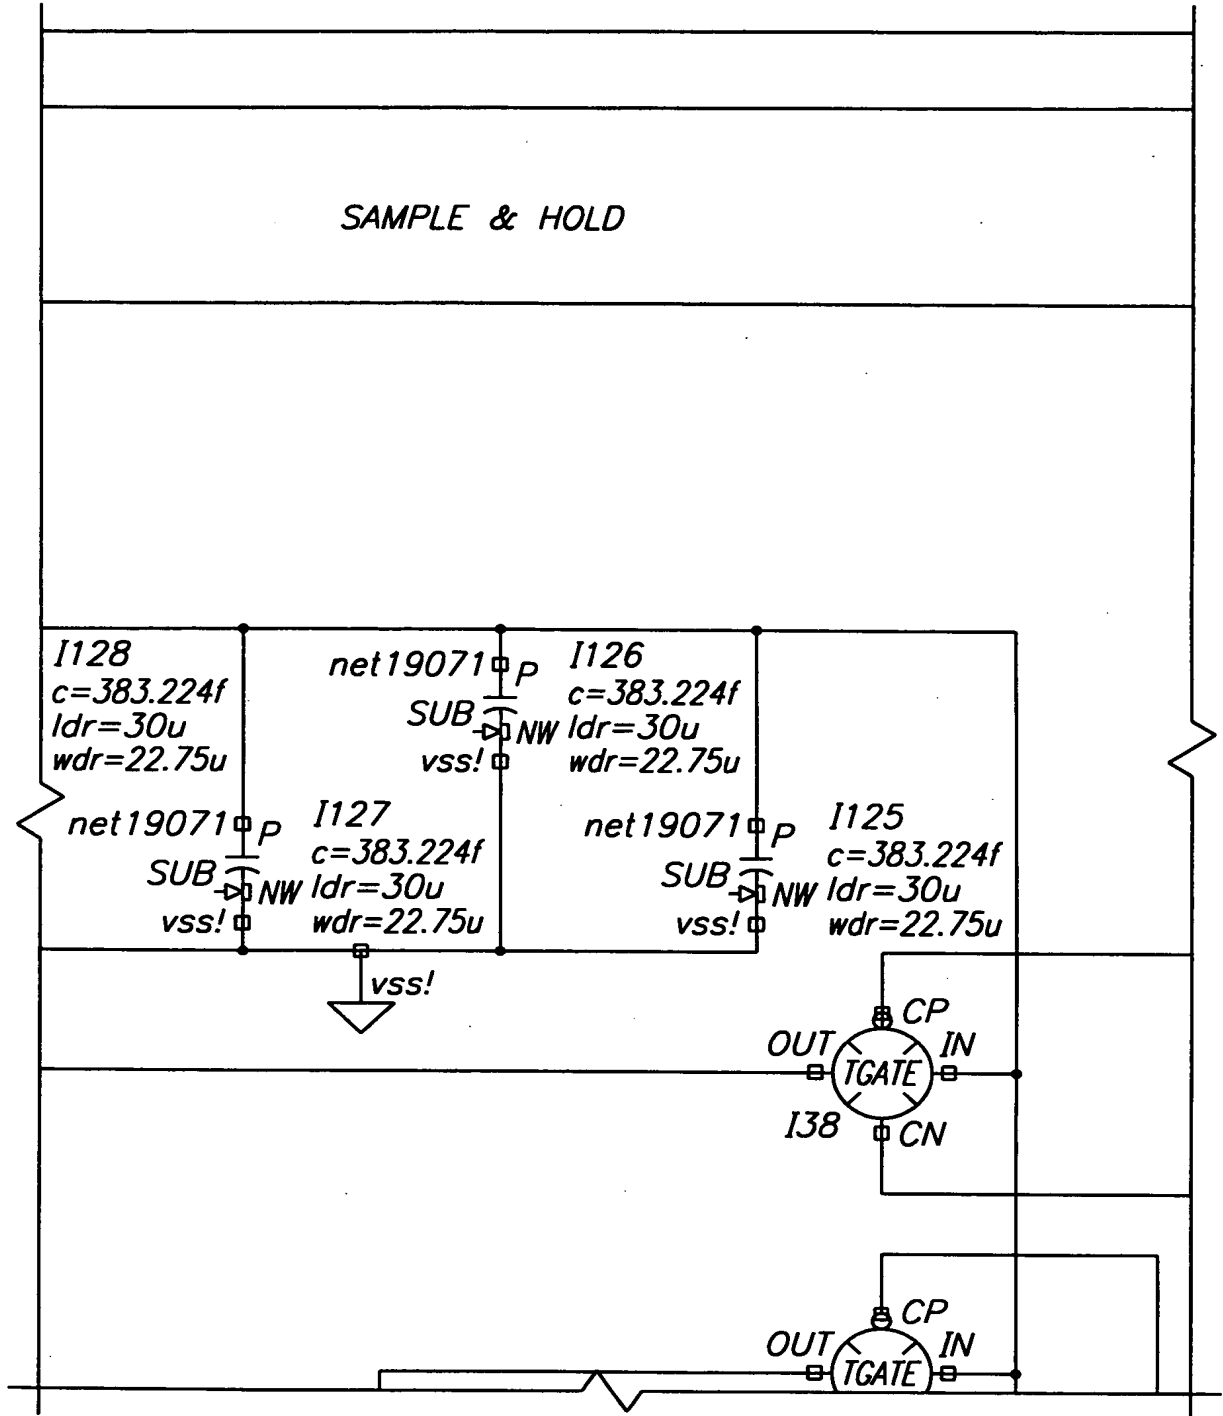 SAMPLE & HOLD
I128
c=383.224f
ldr=30u
wdr=22.75u
net19071 P
SUB NW
vss!
net19071 P
SUB NW
vss!
I126
c=383.224f
ldr=30u
wdr=22.75u
I127
c=383.224f
ldr=30u
wdr=22.75u
net19071 P
SUB NW
vss!
I125
c=383.224f
ldr=30u
wdr=22.75u
vss!
CP
OUT IN
TGATE
I38 CN
CP
OUT IN
TGATE